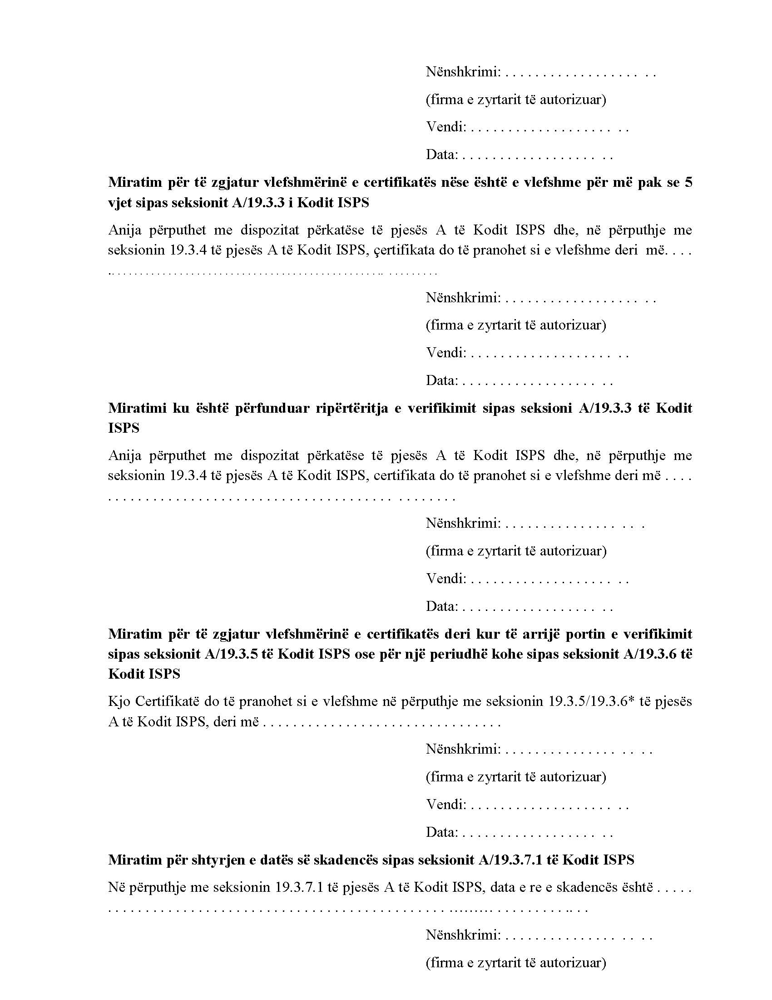 Nënshkrimi: . . . . . . . . . . . . . . . . . .  . .
(firma e zyrtarit të autorizuar)
Vendi: . . . . . . . . . . . . . . . . . . .  . .
Data: . . . . . . . . . . . . . . . . . .  . .
Miratim për të zgjatur vlefshmërinë e certifikatës nëse është e vlefshme për më pak se 5
vjet sipas seksionit A/19.3.3 i Kodit ISPS
Anija përputhet me dispozitat përkatëse të pjesës A të Kodit ISPS dhe, në përputhje me
seksionin 19.3.4 të pjesës A të Kodit ISPS, çertifikata do të pranohet si e vlefshme deri  më. . . .
.. . . . . . . . . . . . . . . . . . . . . . . . . . . . . . . . . . . . . . . . . . . . . . . .. . . . . . . . . .
Nënshkrimi: . . . . . . . . . . . . . . . . . .  . .
(firma e zyrtarit të autorizuar)
Vendi: . . . . . . . . . . . . . . . . . . .  . .
Data: . . . . . . . . . . . . . . . . . .  . .
Miratimi ku është përfunduar ripërtëritja e verifikimit sipas seksioni A/19.3.3 të Kodit
ISPS
Anija përputhet me dispozitat përkatëse të pjesës A të Kodit ISPS dhe, në përputhje me
seksionin 19.3.4 të pjesës A të Kodit ISPS, certifikata do të pranohet si e vlefshme deri më . . . .
. . . . . . . . . . . . . . . . . . . . . . . . . . . . . . . . . . . . . .  . . . . . . . .
Nënshkrimi: . . . . . . . . . . . . . . .  . .  .
(firma e zyrtarit të autorizuar)
Vendi: . . . . . . . . . . . . . . . . . . .  . .
Data: . . . . . . . . . . . . . . . . . .  . .
Miratim për të zgjatur vlefshmërinë e certifikatës deri kur të arrijë portin e verifikimit
sipas seksionit A/19.3.5 të Kodit ISPS ose për një periudhë kohe sipas seksionit A/19.3.6 të
Kodit ISPS
Kjo Certifikatë do të pranohet si e vlefshme në përputhje me seksionin 19.3.5/19.3.6* të pjesës
A të Kodit ISPS, deri më . . . . . . . . . . . . . . . . . . . . . . . . . . . . . . . .
Nënshkrimi: . . . . . . . . . . . . . . .  . .  . .
(firma e zyrtarit të autorizuar)
Vendi: . . . . . . . . . . . . . . . . . . .  . .
Data: . . . . . . . . . . . . . . . . . .  . .
Miratim për shtyrjen e datës së skadencës sipas seksionit A/19.3.7.1 të Kodit ISPS
Në përputhje me seksionin 19.3.7.1 të pjesës A të Kodit ISPS, data e re e skadencës është . . . . .
. . . . . . . . . . . . . . . . . . . . . . . . . . . . . . . . . . . . . . . . . . . . . ......... . . . . . . . . . .. . .
Nënshkrimi: . . . . . . . . . . . . . . .  . .  . .
(firma e zyrtarit të autorizuar)